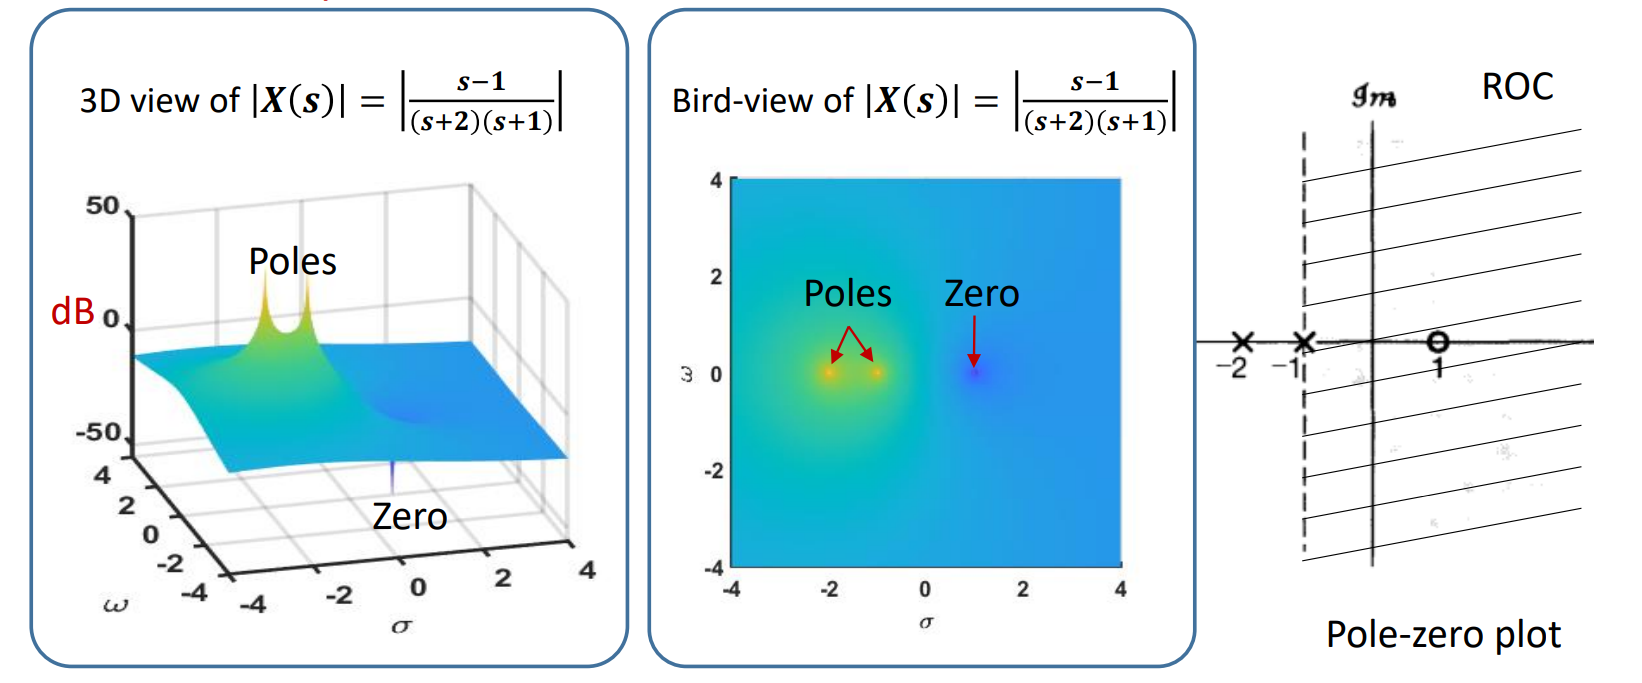 3D view of |X(s)| = |s−1 / (s+2)(s+1)|
50
0
-50
dB
Poles
Zero
4
2
0
-2
-4
ω
-4
-2
0
2
4
σ
Bird-view of |X(s)| = |s−1 / (s+2)(s+1)|
4
2
0
-2
-4
ω
Poles
Zero
-4
-2
0
2
4
σ
Im
ROC
−2
−1
1
Pole-zero plot